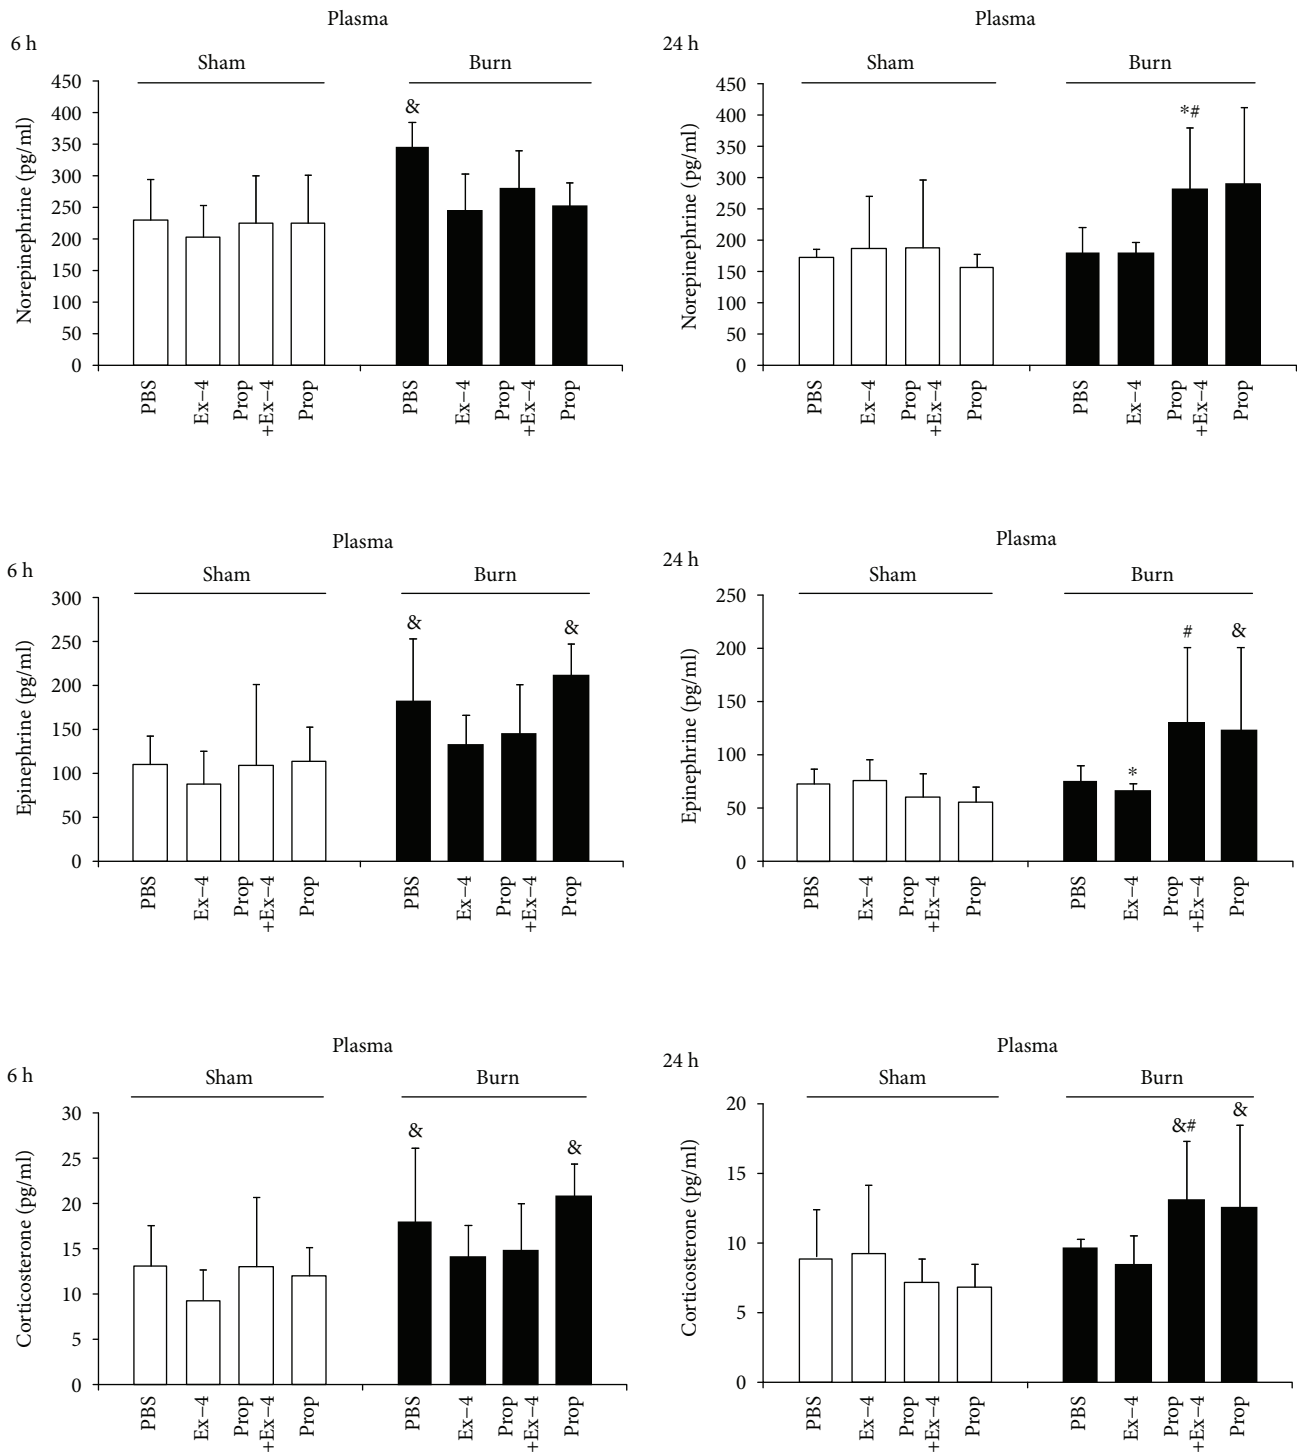 Plasma
6 h
Sham
Burn
Norepinephrine (pg/ml)
450
400
350
300
250
200
150
100
50
0
&
PBS
Ex−4
Prop
+Ex−4
Prop
PBS
Ex−4
Prop
+Ex−4
Prop
Plasma
24 h
Sham
Burn
Norepinephrine (pg/ml)
450
400
350
300
250
200
150
100
50
0
*#
PBS
Ex−4
Prop
+Ex−4
Prop
PBS
Ex−4
Prop
+Ex−4
Prop
Plasma
6 h
Sham
Burn
Epinephrine (pg/ml)
300
250
200
150
100
50
0
&
&
PBS
Ex−4
Prop
+Ex−4
Prop
PBS
Ex−4
Prop
+Ex−4
Prop
Plasma
24 h
Sham
Burn
Epinephrine (pg/ml)
250
200
150
100
50
0
*
#
&
PBS
Ex−4
Prop
+Ex−4
Prop
PBS
Ex−4
Prop
+Ex−4
Prop
Plasma
6 h
Sham
Burn
Corticosterone (pg/ml)
30
25
20
15
10
5
0
&
&
PBS
Ex−4
Prop
+Ex−4
Prop
PBS
Ex−4
Prop
+Ex−4
Prop
Plasma
24 h
Sham
Burn
Corticosterone (pg/ml)
20
15
10
5
0
&#
&
PBS
Ex−4
Prop
+Ex−4
Prop
PBS
Ex−4
Prop
+Ex−4
Prop